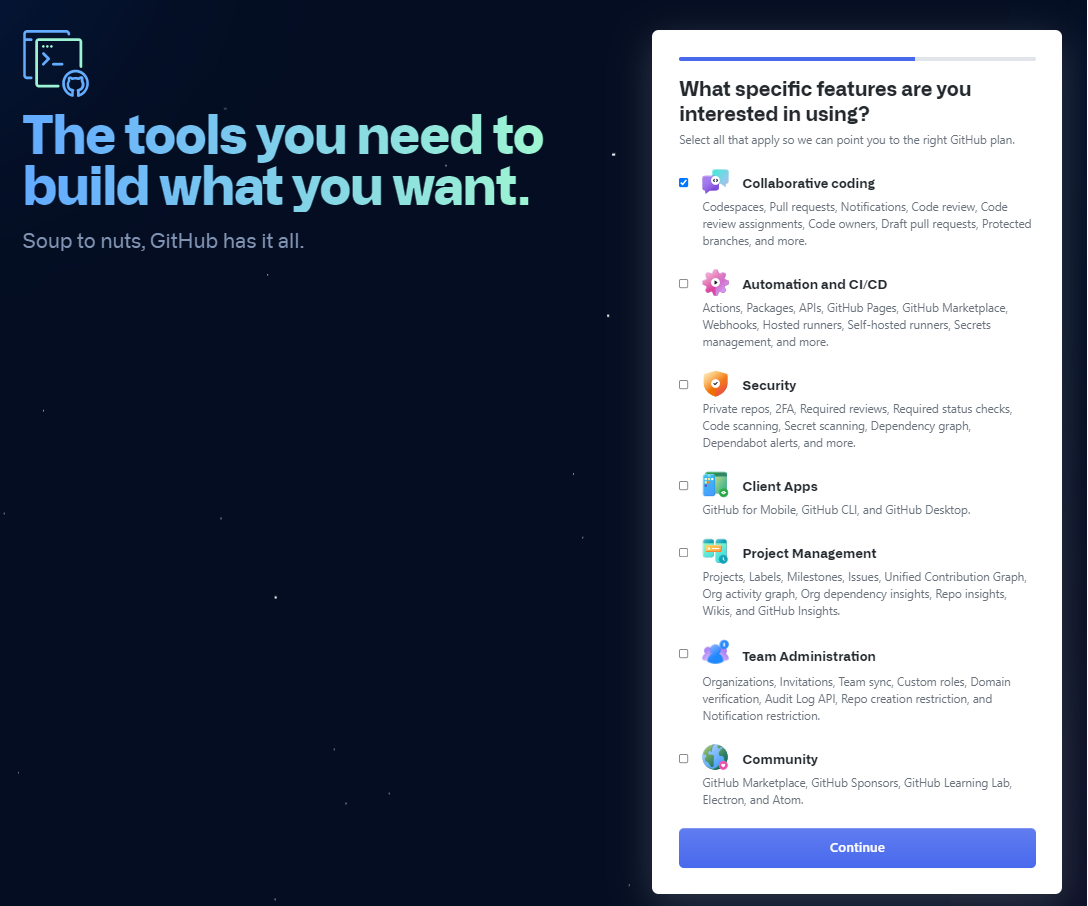 The tools you need to
build what you want.
Soup to nuts, GitHub has it all.
What specific features are you
interested in using?
Select all that apply so we can point you to the right GitHub plan.
Collaborative coding
Codespaces, Pull requests, Notifications, Code review, Code
review assignments, Code owners, Draft pull requests, Protected
branches, and more.
Automation and CI/CD
Actions, Packages, APIs, GitHub Pages, GitHub Marketplace,
Webhooks, Hosted runners, Self-hosted runners, Secrets
management, and more.
Security
Private repos, 2FA, Required reviews, Required status checks,
Code scanning, Secret scanning, Dependency graph,
Dependabot alerts, and more.
Client Apps
GitHub for Mobile, GitHub CLI, and GitHub Desktop.
Project Management
Projects, Labels, Milestones, Issues, Unified Contribution Graph,
Org activity graph, Org dependency insights, Repo insights,
Wikis, and GitHub Insights.
Team Administration
Organizations, Invitations, Team sync, Custom roles, Domain
verification, Audit Log API, Repo creation restriction, and
Notification restriction.
Community
GitHub Marketplace, GitHub Sponsors, GitHub Learning Lab,
Electron, and Atom.
Continue